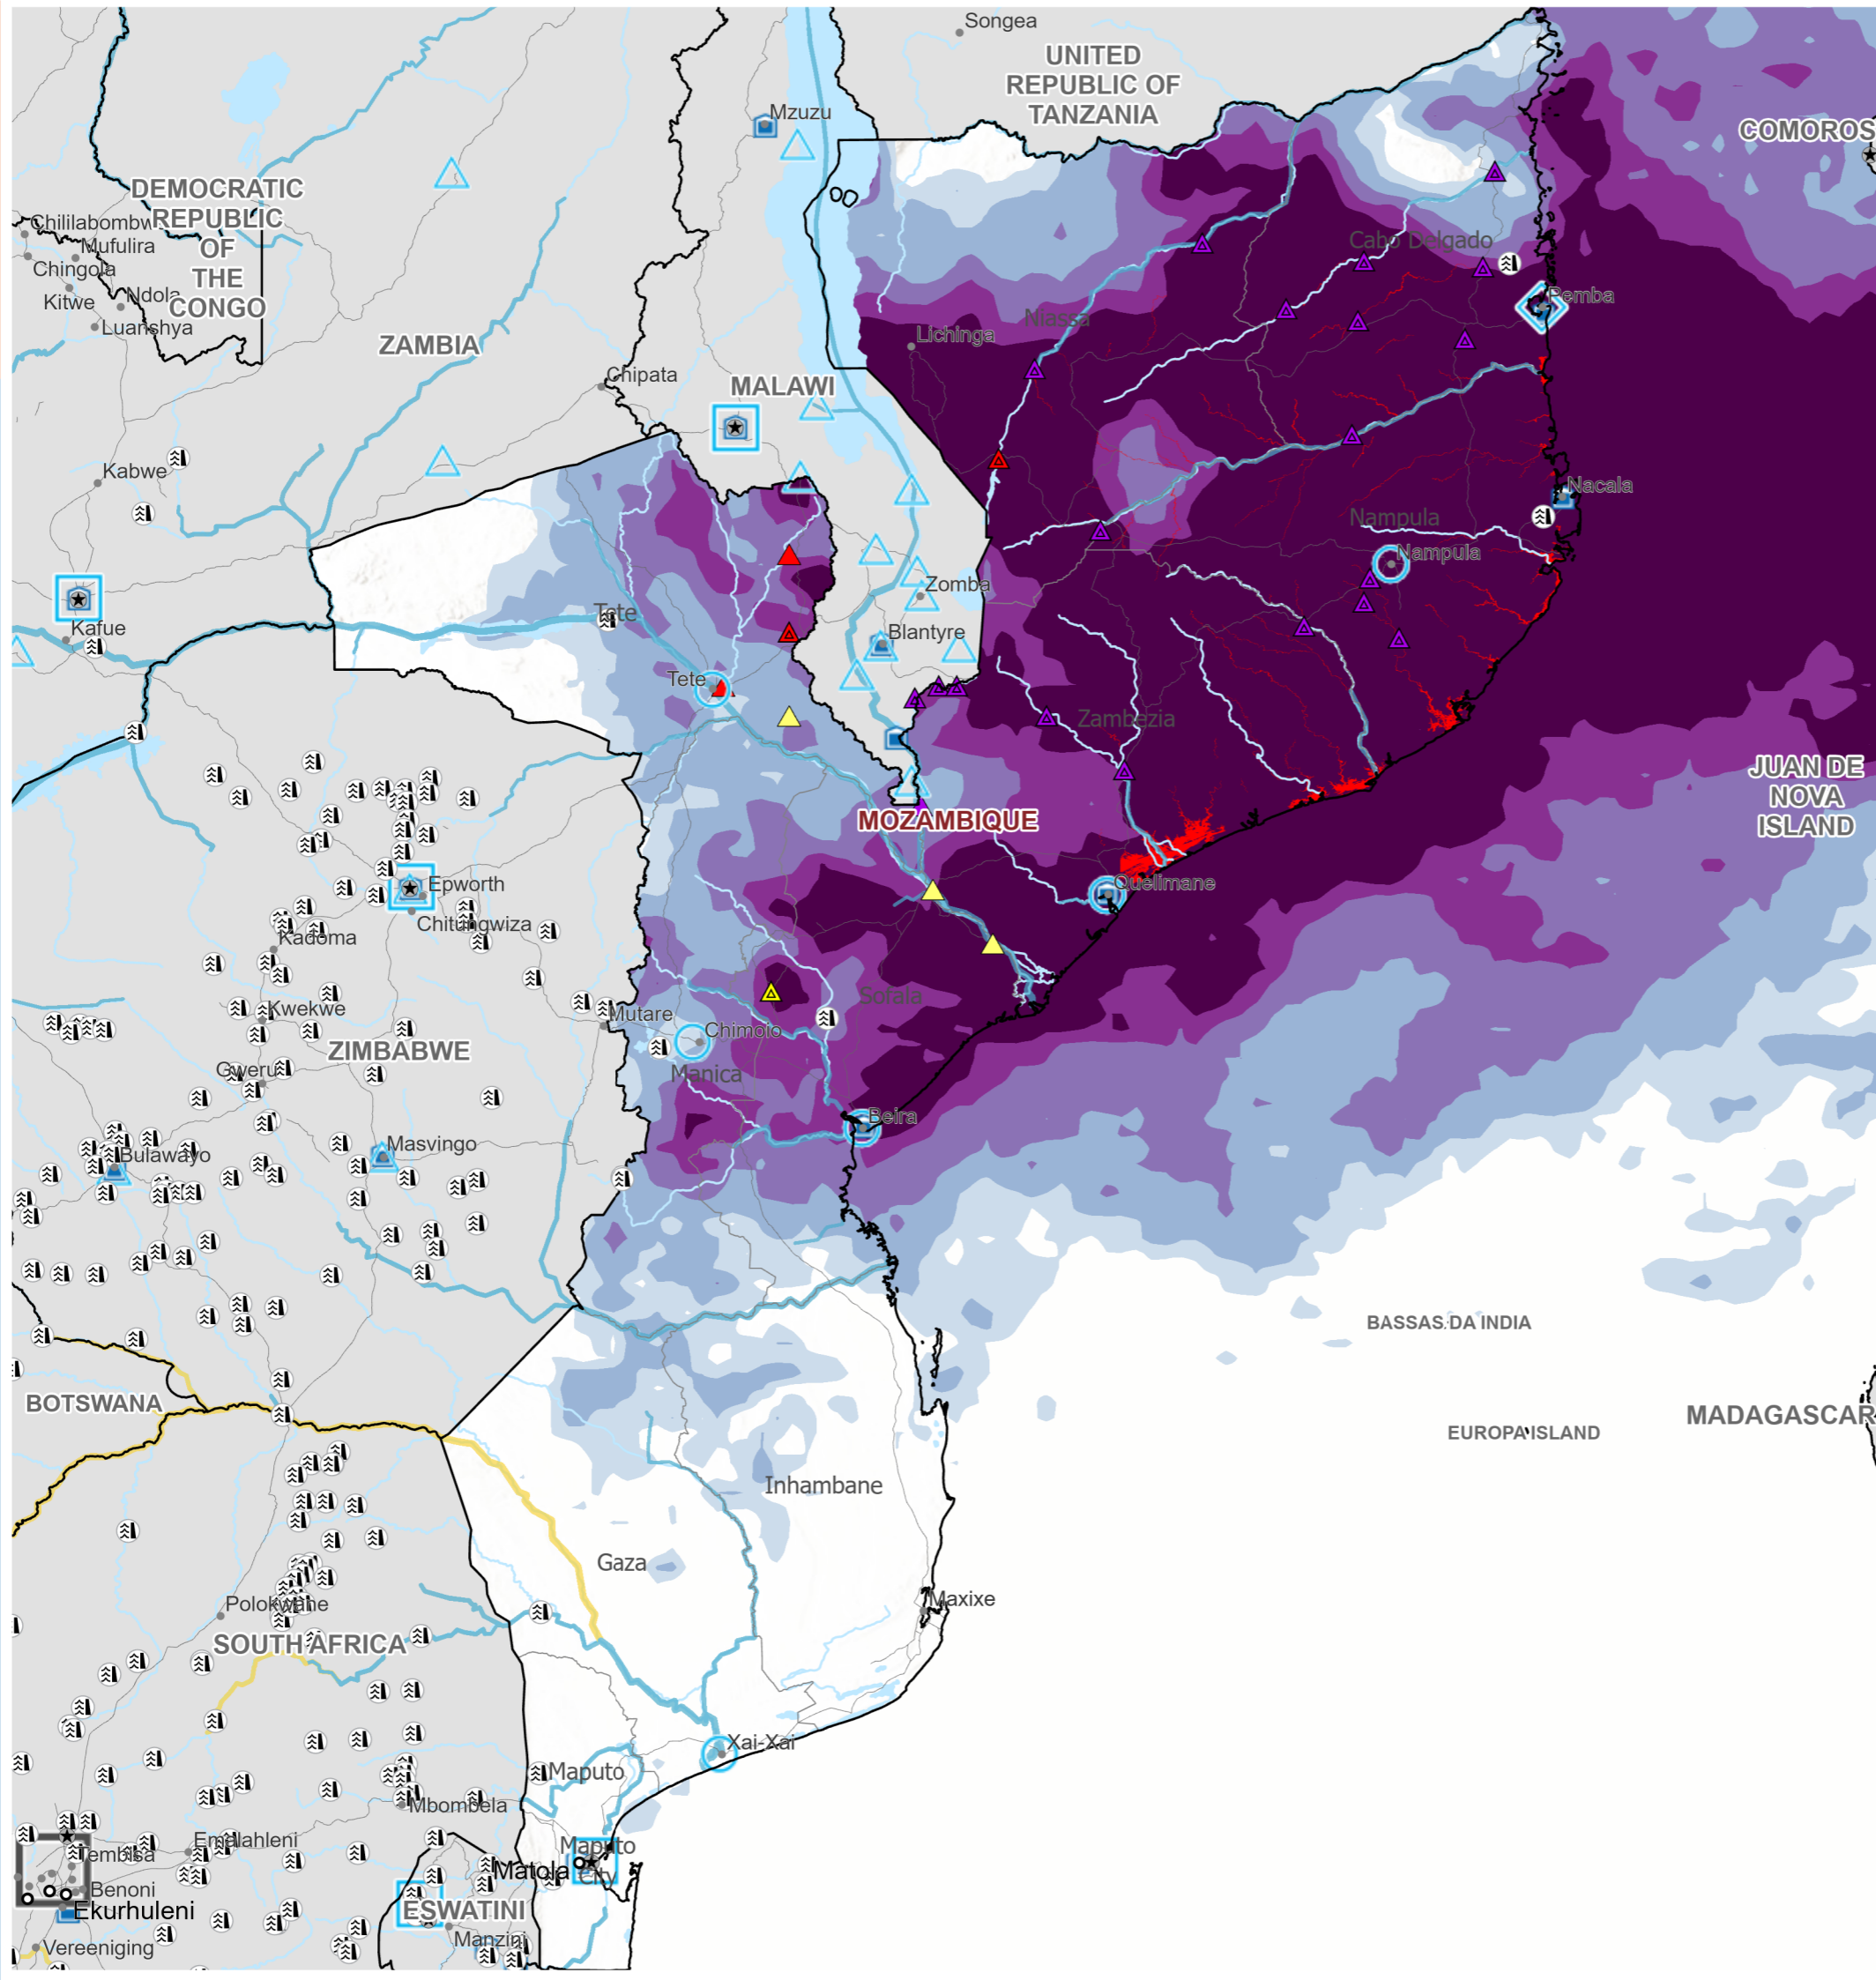 Songea
UNITED
REPUBLIC OF
TANZANIA
Mzuzu
COMOROS
DEMOCRATIC
REPUBLIC
OF
THE
CONGO
Mufulira
Chingola
Kitwe
Ndola
Luanshya
Cabo Delgado
Pemba
Niassa
Lichinga
ZAMBIA
Chipata
MALAWI
Kabwe
Nacala
Nampula
Nampula
Zomba
Tete
Kafue
Blantyre
Tete
Zambezia
JUAN DE
NOVA
ISLAND
MOZAMBIQUE
Epworth
Quelimane
Chitungwiza
Kadoma
Sofala
Kwekwe
Mutare
Chimoio
ZIMBABWE
Gweru
Manica
Beira
Masvingo
Bulawayo
BASSAS DA INDIA
BOTSWANA
MADAGASCAR
EUROPA ISLAND
Inhambane
Gaza
Maxixe
Polokwane
SOUTH AFRICA
Xai-Xai
Maputo
Mbombela
Emalahleni
Tembisa
Maputo
City
Matola
Benoni
Ekurhuleni
ESWATINI
Manzini
Vereeniging